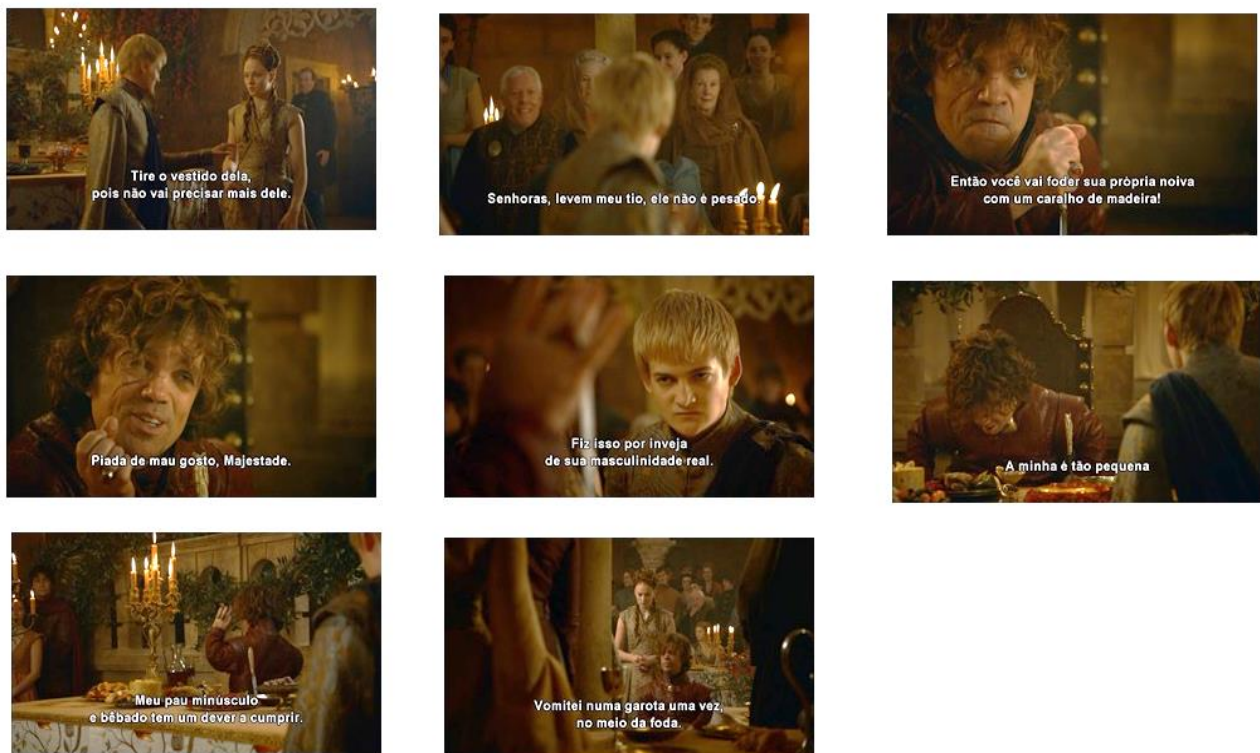 Tire o vestido dela,
pois não vai precisar mais dele.
Senhoras, levem meu tio, ele não é pesado.
Então você vai foder sua própria noiva
com um caralho de madeira!
Piada de mau gosto, Majestade.
Fiz isso por inveja
de sua masculinidade real.
A minha é tão pequena
Meu pau minúsculo
e bêbado tem um dever a cumprir.
Vomitei numa garota uma vez,
no meio da foda.